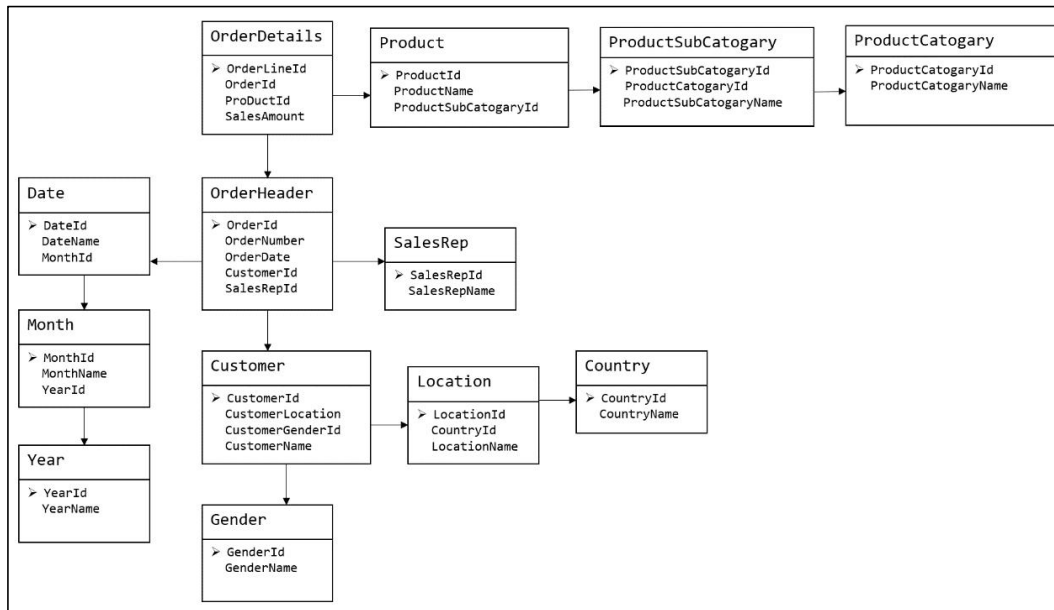 OrderDetails
OrderLineId
OrderId
ProDuctId
SalesAmount
Product
ProductId
ProductName
ProductSubCatogaryId
ProductSubCatogary
ProductSubCatogaryId
ProductCatogaryId
ProductSubCatogaryName
ProductCatogary
ProductCatogaryId
ProductCatogaryName
Date
DateId
DateName
MonthId
OrderHeader
OrderId
OrderNumber
OrderDate
CustomerId
SalesRepId
SalesRep
SalesRepId
SalesRepName
Month
MonthId
MonthName
YearId
Customer
CustomerId
CustomerLocation
CustomerGenderId
CustomerName
Location
LocationId
CountryId
LocationName
Country
CountryId
CountryName
Year
YearId
YearName
Gender
GenderId
GenderName